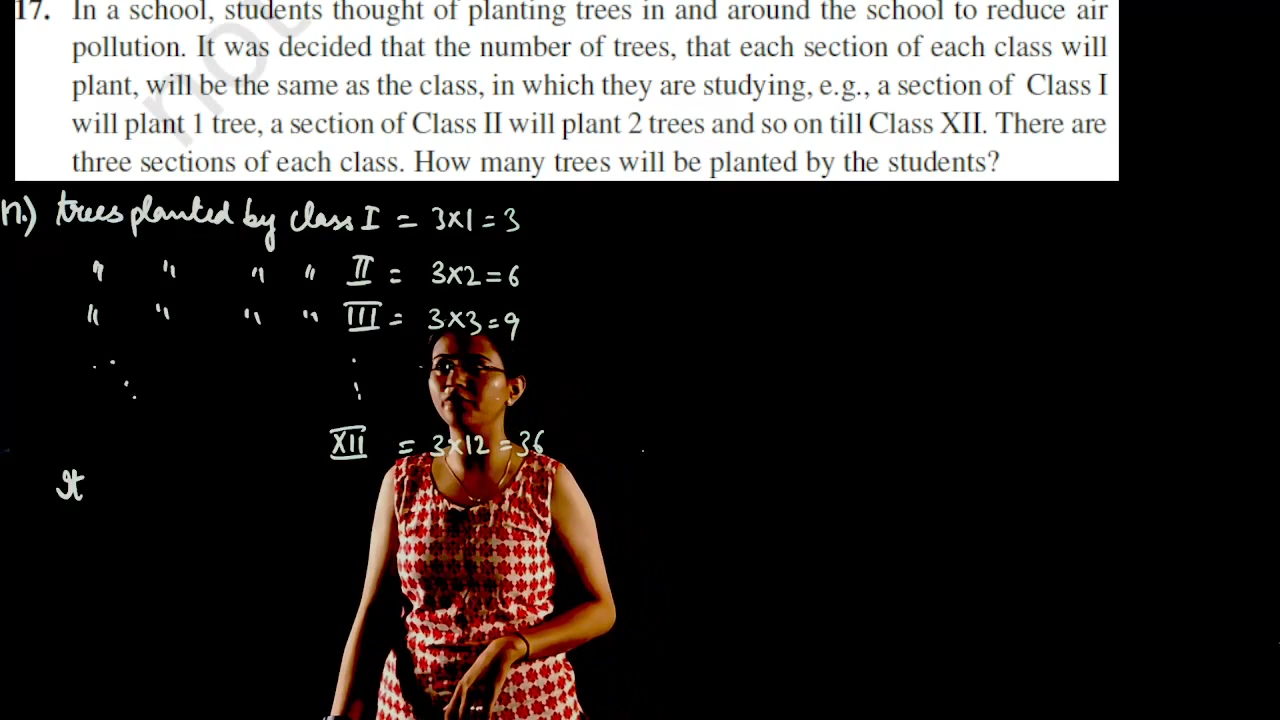 17. In a school, students thought of planting trees in and around the school to reduce air
pollution. It was decided that the number of trees, that each section of each class will
plant, will be the same as the class, in which they are studying, e.g., a section of Class I
will plant 1 tree, a section of Class II will plant 2 trees and so on till Class XII. There are
three sections of each class. How many trees will be planted by the students?
17.) trees planted by class I = 3×1=3
" " " " II = 3×2=6
" " " " III = 3×3=9
XII = 3×12=36
It
not